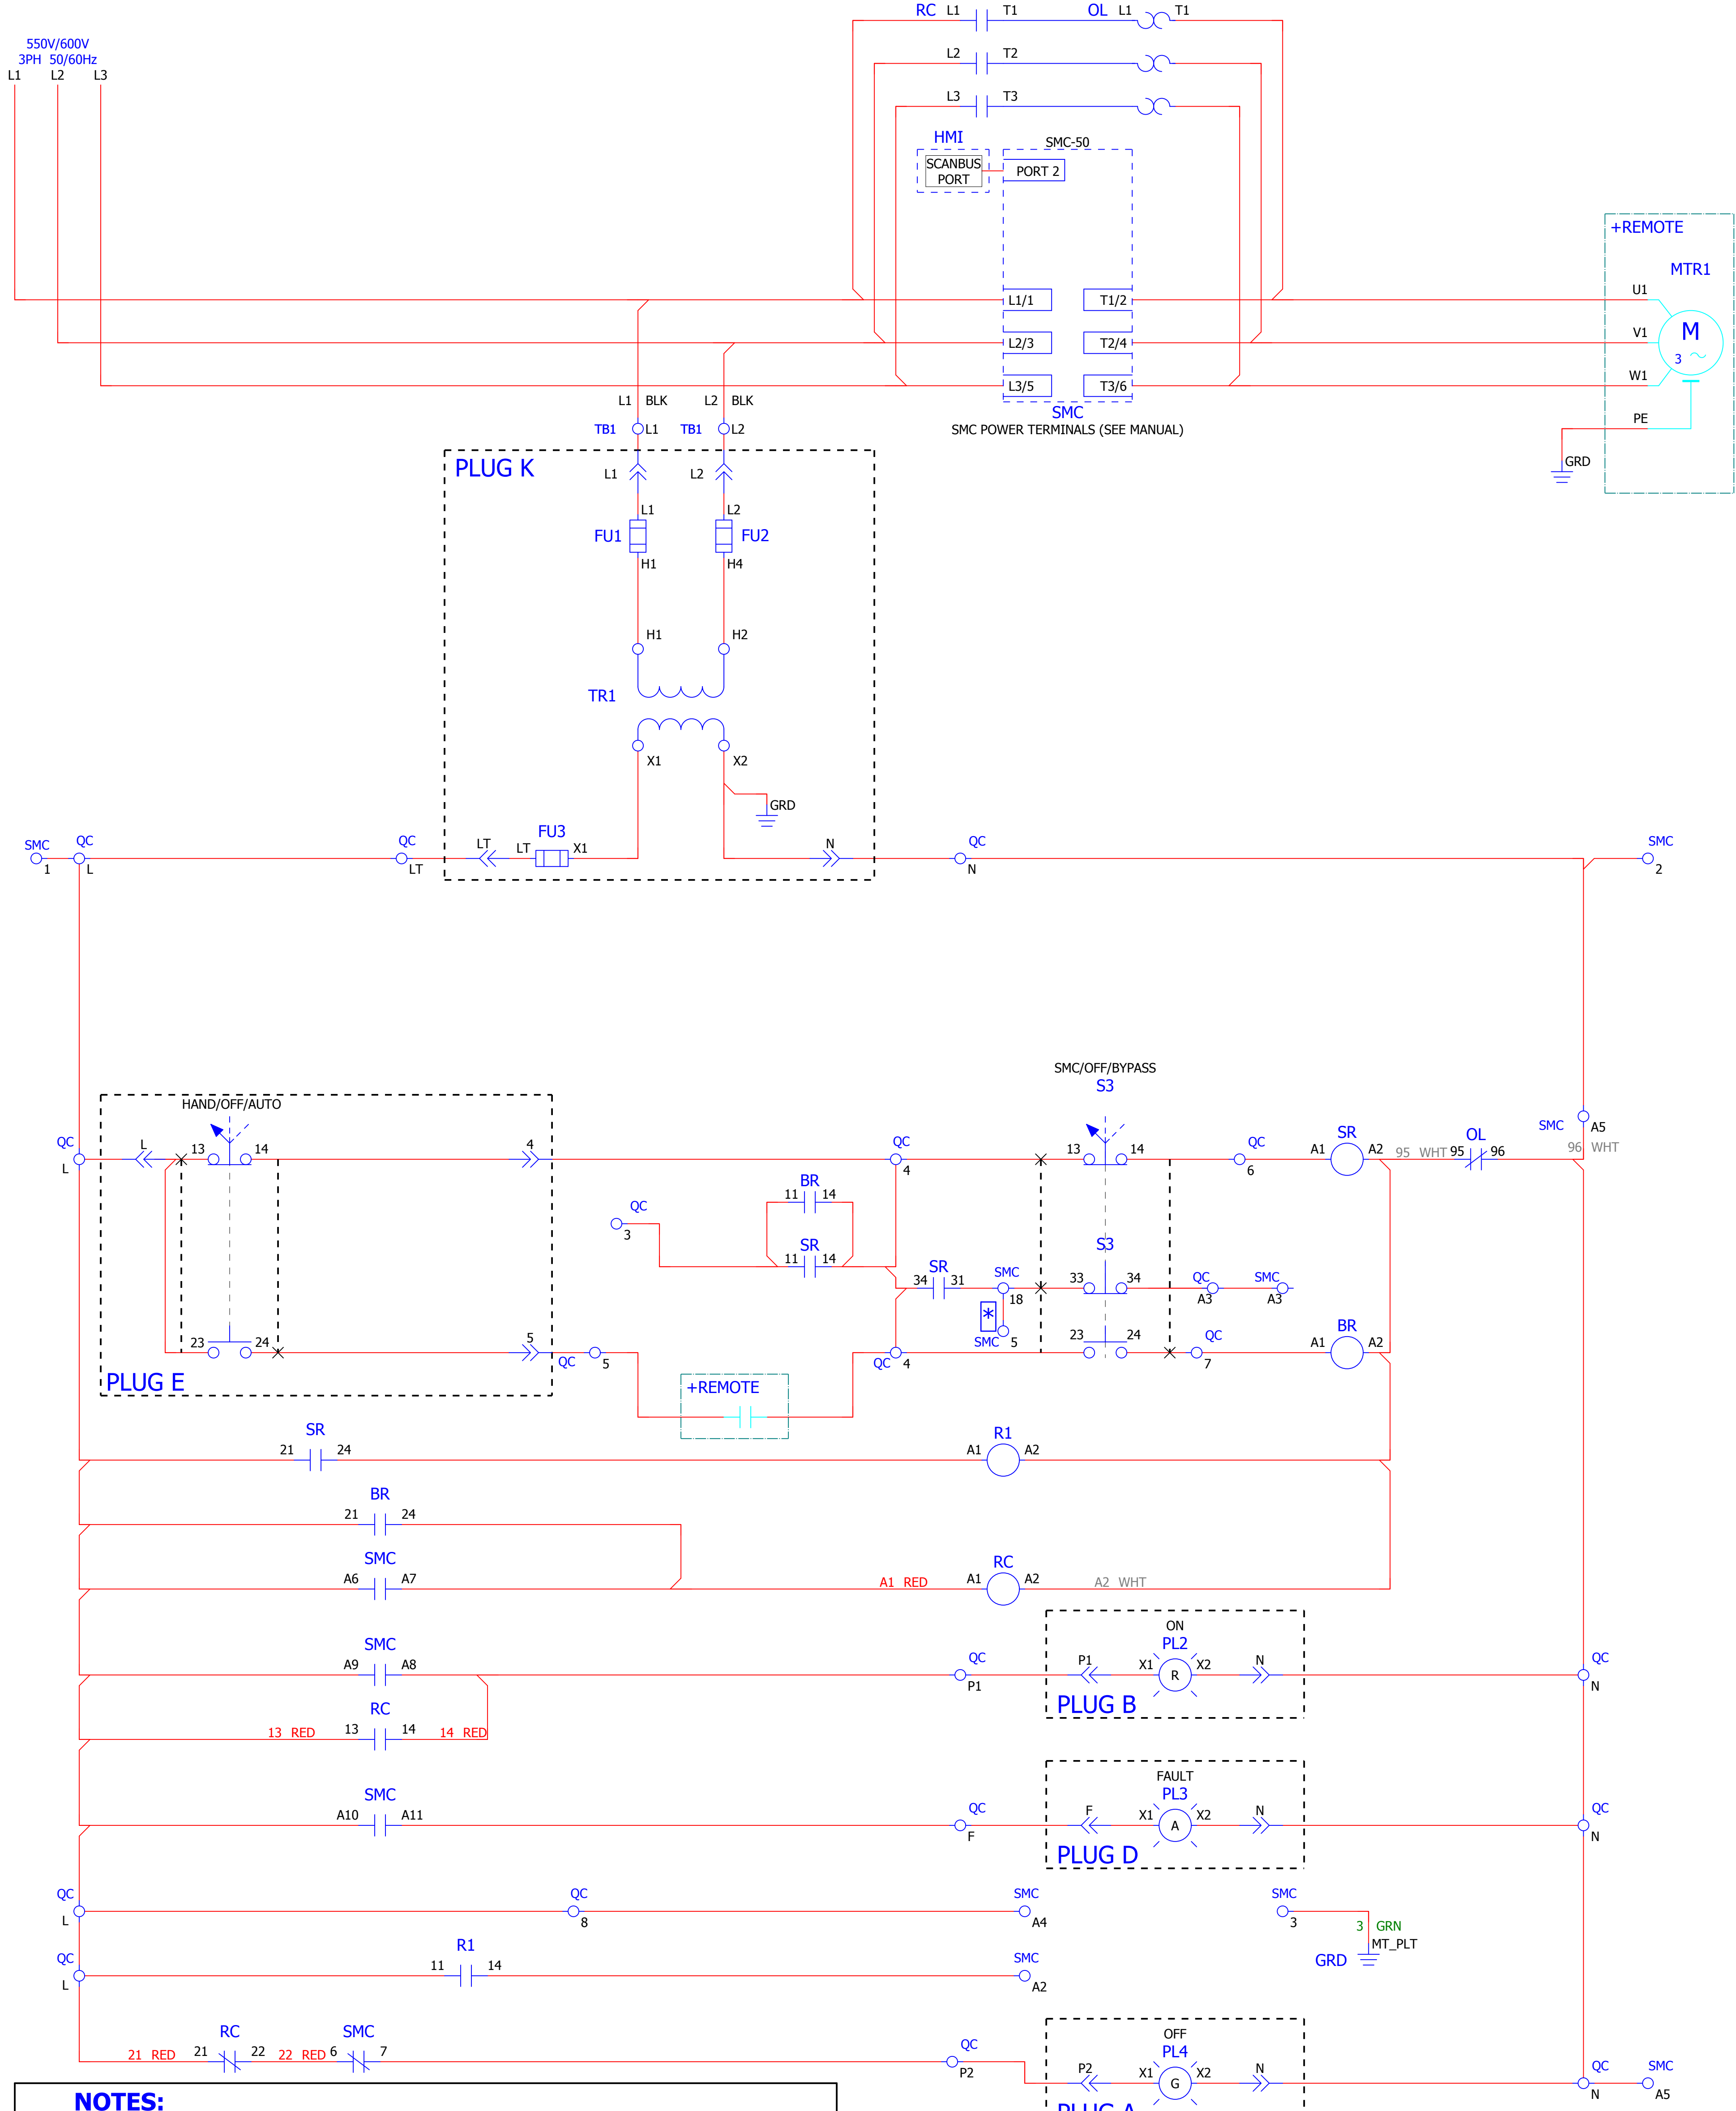 RC L1 T1 OL L1 T1
550V/600V
3PH 50/60Hz
L1 L2 L3
L2 T2
L3 T3
HMI
SMC-50
SCANBUS
PORT
PORT 2
+REMOTE
MTR1
U1
L1/1 T1/2
V1
M
3
L2/3 T2/4
W1
L3/5 T3/6
L1 BLK L2 BLK
SMC
SMC POWER TERMINALS (SEE MANUAL)
PE
GRD
TB1 L1 TB1 L2
PLUG K
L1 L2
L1 L2
FU1 FU2
H1 H4
H1 H2
TR1
X1 X2
GRD
FU3
SMC QC QC LT LT X1 N QC SMC
1 L LT N 2
SMC/OFF/BYPASS
S3
HAND/OFF/AUTO
SMC A5
QC L 13 14 4 QC 13 14 QC SR OL
A1 A2 95 WHT 95 96 96 WHT
L 4 6
BR
11 14
QC
3
SR
11 14
S3
SR
34 31 SMC 33 34 QC SMC
18 A3 A3
*
SMC 5
23 24 5 23 24 QC BR
A1 A2
QC 5 QC 4 7
PLUG E
+REMOTE
SR R1
21 24 A1 A2
BR
21 24
SMC RC
A6 A7 A1 RED A1 A2 A2 WHT
ON
SMC PL2
A9 A8 QC P1 X1 R X2 N QC
P1 N
PLUG B
RC
13 RED 13 14 14 RED
FAULT
SMC PL3
A10 A11 QC F X1 A X2 N QC
F N
PLUG D
QC QC SMC SMC
L 8 A4 3
3 GRN
MT_PLT
GRD
QC R1 SMC
11 14
L A2
OFF
RC SMC PL4
21 RED 21 22 22 RED 6 7 QC P2 X1 G X2 N QC SMC
P2 N A5
NOTES:
PLUG A